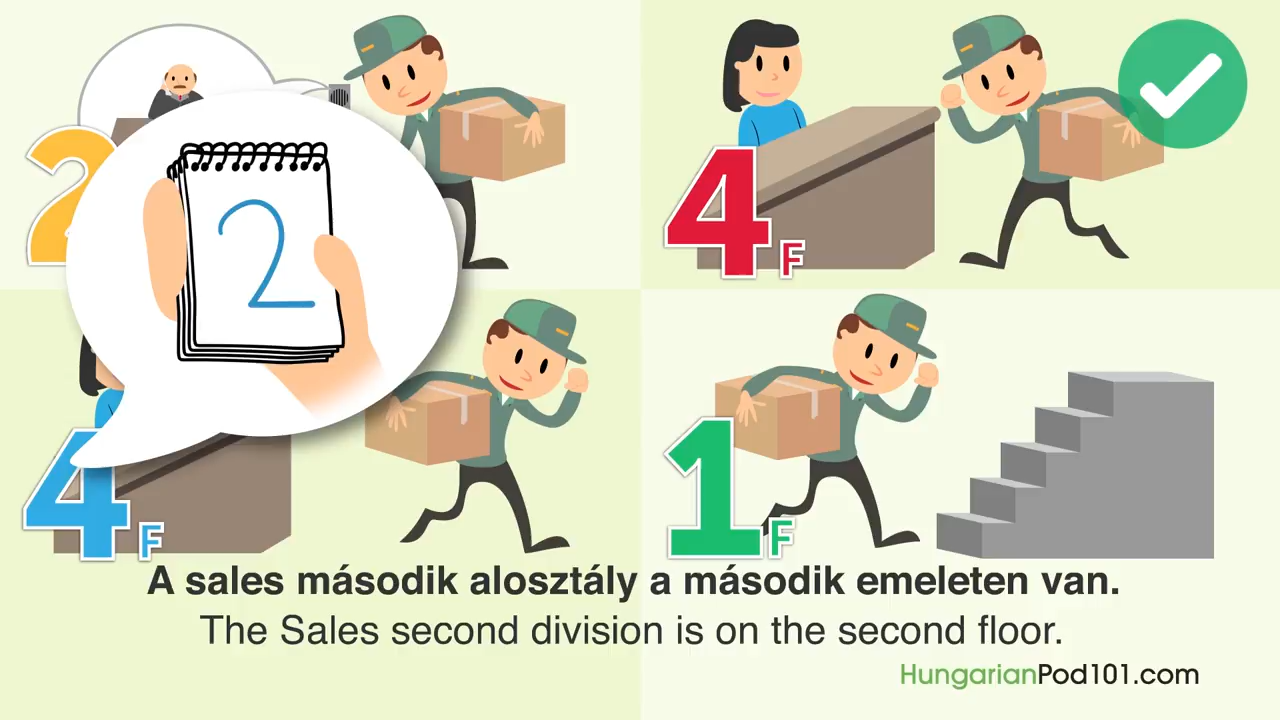 2
2
4
F
4
F
1
F
A sales második alosztály a második emeleten van.
The Sales second division is on the second floor.
HungarianPod101.com